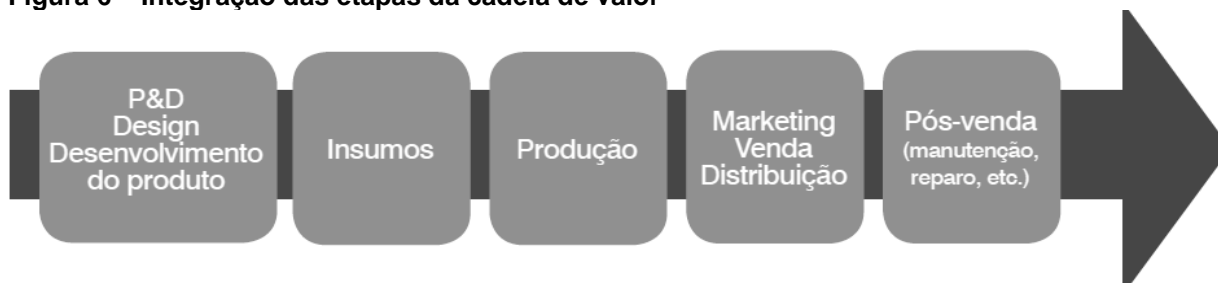 Figura 6 – Integração das etapas da cadeia de valor
P&D
Design
Desenvolvimento
do produto
Insumos
Produção
Marketing
Venda
Distribuição
Pós-venda
(manutenção,
reparo, etc.)